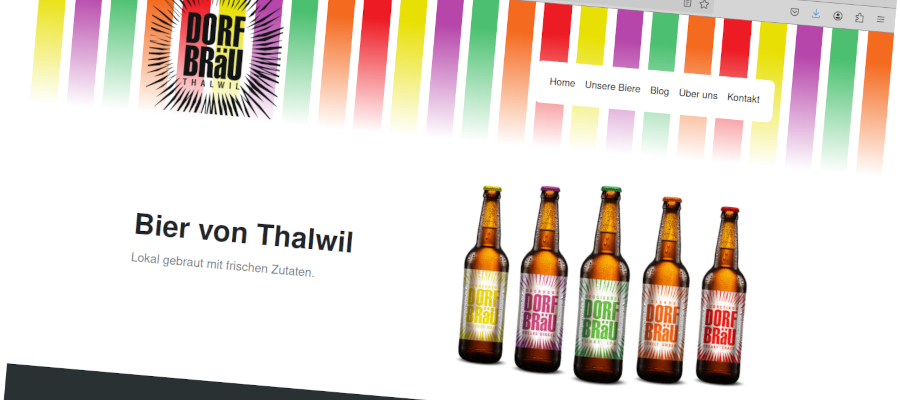 DORF
BRÄU
THALWIL
Home Unsere Biere Blog Über uns Kontakt
Bier von Thalwil
Lokal gebraut mit frischen Zutaten.
DORF
BRÄU
DORF
BRÄU
DORF
BRÄU
DORF
BRÄU
DORF
BRÄU